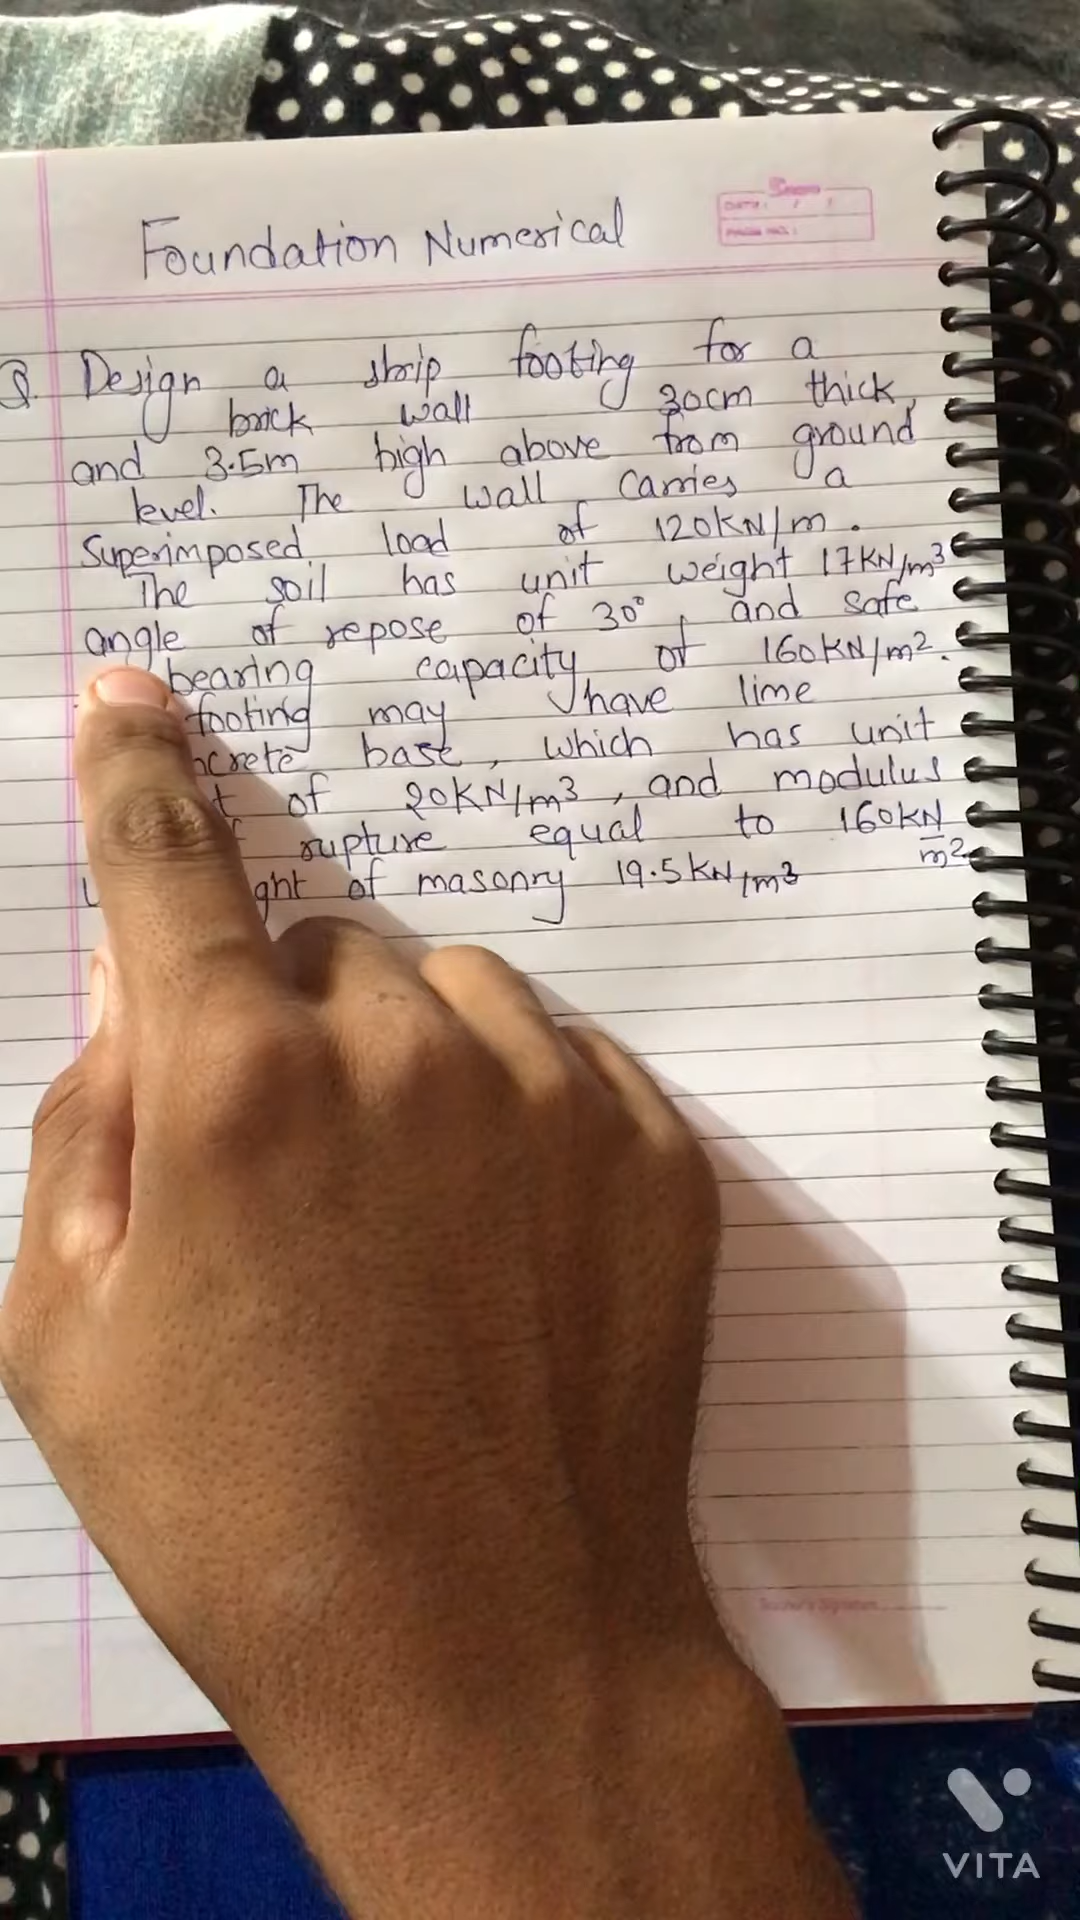 Foundation Numerical
Q. Design a strip footing for a
brick wall 30cm thick,
and 3.5m high above from ground
level. The wall carries a
Superimposed load of 120KN/m.
The soil has unit weight 17KN/m³
angle of repose of 30°, and safe
bearing capacity of 160KN/m².
footing may have lime
ncrete base, which has unit
t of 20KN/m³, and modulus
f rupture equal to 160KN/m²
ght of masonry 19.5KN/m³
VITA